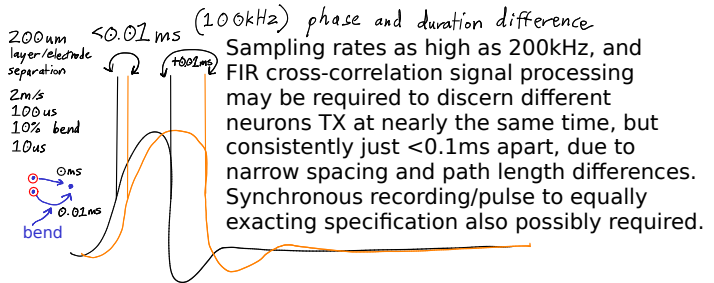 <0.01 ms (100kHz) phase and duration difference
200um
layer/electrode
separation
2m/s
100us
10% bend
10us
+0.01ms
Sampling rates as high as 200kHz, and
FIR cross-correlation signal processing
may be required to discern different
neurons TX at nearly the same time, but
consistently just <0.1ms apart, due to
narrow spacing and path length differences.
Synchronous recording/pulse to equally
exacting specification also possibly required.
0ms
0.01ms
bend